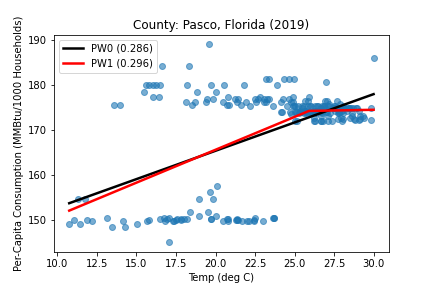 County: Pasco, Florida (2019)
Per-Capita Consumption (MMBtu/1000 Households)
190
180
170
160
150
PW0 (0.286)
PW1 (0.296)
10.0 12.5 15.0 17.5 20.0 22.5 25.0 27.5 30.0
Temp (deg C)